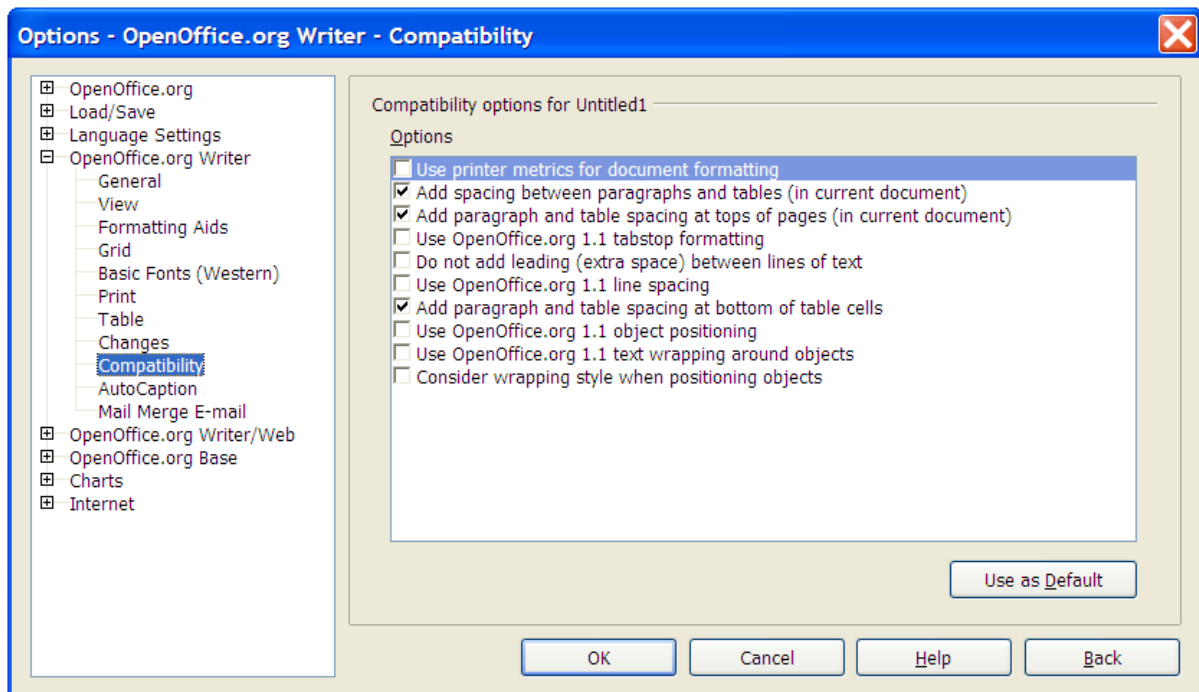 Options - OpenOffice.org Writer - Compatibility
OpenOffice.org
Load/Save
Language Settings
OpenOffice.org Writer
General
View
Formatting Aids
Grid
Basic Fonts (Western)
Print
Table
Changes
Compatibility
AutoCaption
Mail Merge E-mail
OpenOffice.org Writer/Web
OpenOffice.org Base
Charts
Internet
Compatibility options for Untitled1
Options
Use printer metrics for document formatting
Add spacing between paragraphs and tables (in current document)
Add paragraph and table spacing at tops of pages (in current document)
Use OpenOffice.org 1.1 tabstop formatting
Do not add leading (extra space) between lines of text
Use OpenOffice.org 1.1 line spacing
Add paragraph and table spacing at bottom of table cells
Use OpenOffice.org 1.1 object positioning
Use OpenOffice.org 1.1 text wrapping around objects
Consider wrapping style when positioning objects
Use as Default
OK Cancel Help Back